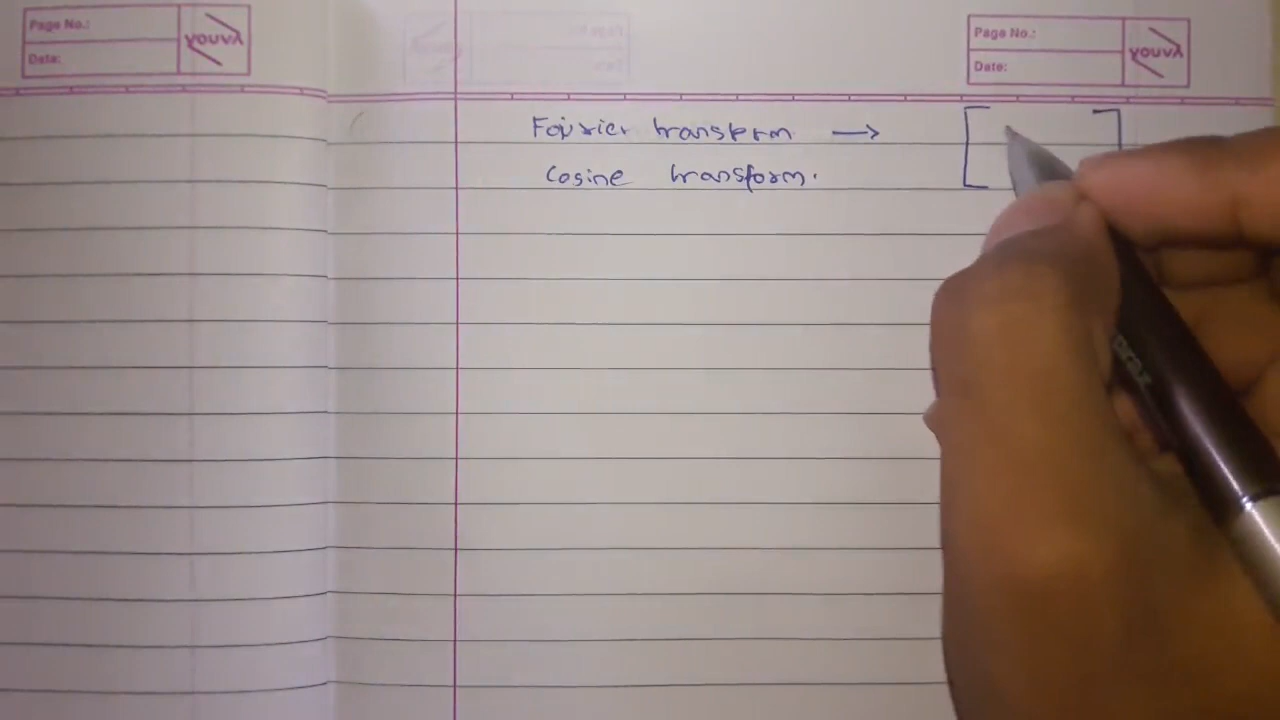 Page No.:
Date:
YOUVA
Page No.:
Date:
YOUVA
Fourier transform →
Cosine transform.
[ ]